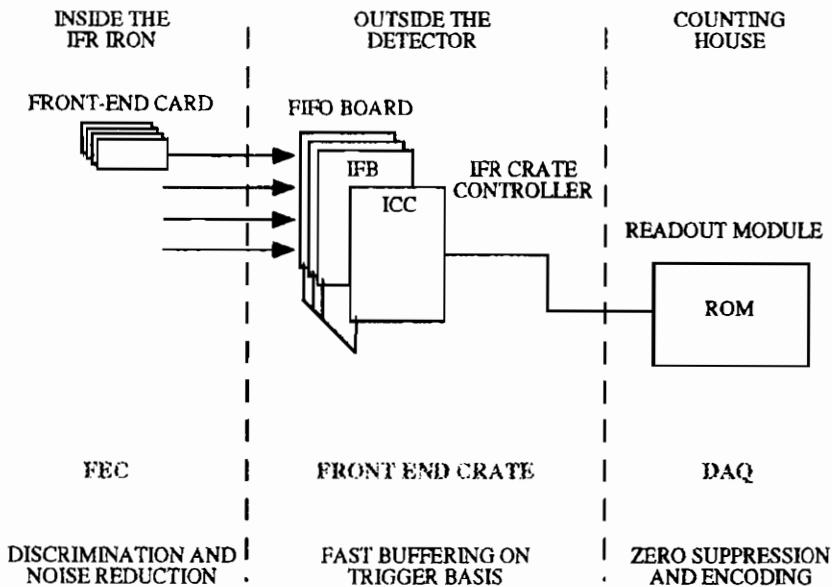 INSIDE THE
IFR IRON
OUTSIDE THE
DETECTOR
COUNTING
HOUSE
FRONT-END CARD
FIFO BOARD
IFB
ICC
IFR CRATE
CONTROLLER
READOUT MODULE
ROM
FEC
FRONT END CRATE
DAQ
DISCRIMINATION AND
NOISE REDUCTION
FAST BUFFERING ON
TRIGGER BASIS
ZERO SUPPRESSION
AND ENCODING